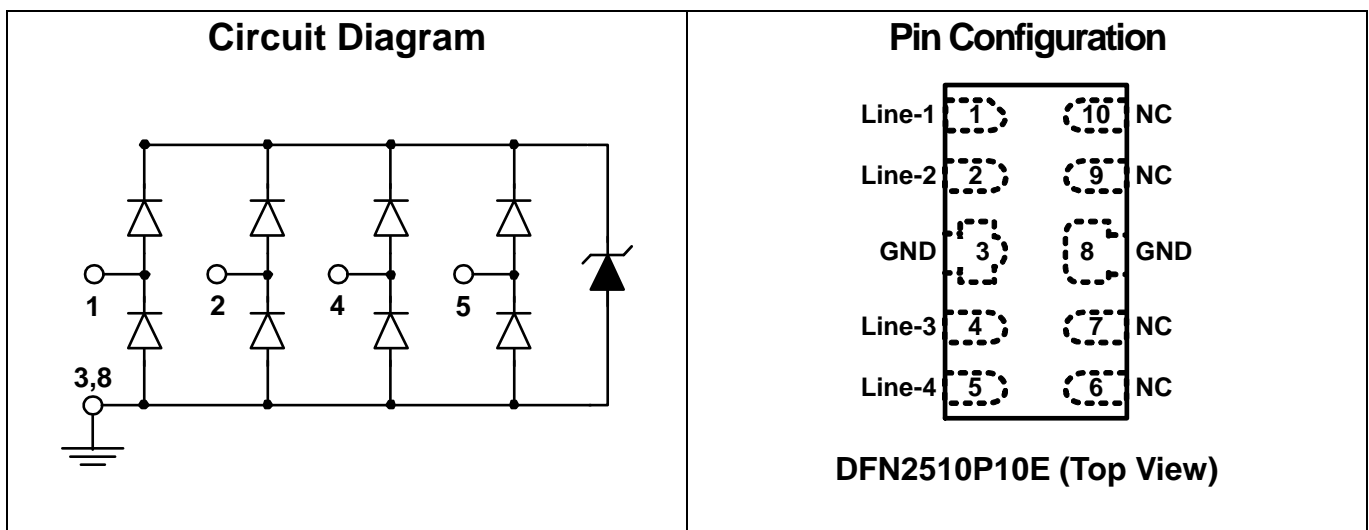 Circuit Diagram
1
2
4
5
3,8
Pin Configuration
Line-1 1 10 NC
Line-2 2 9 NC
GND 3 8 GND
Line-3 4 7 NC
Line-4 5 6 NC
DFN2510P10E (Top View)